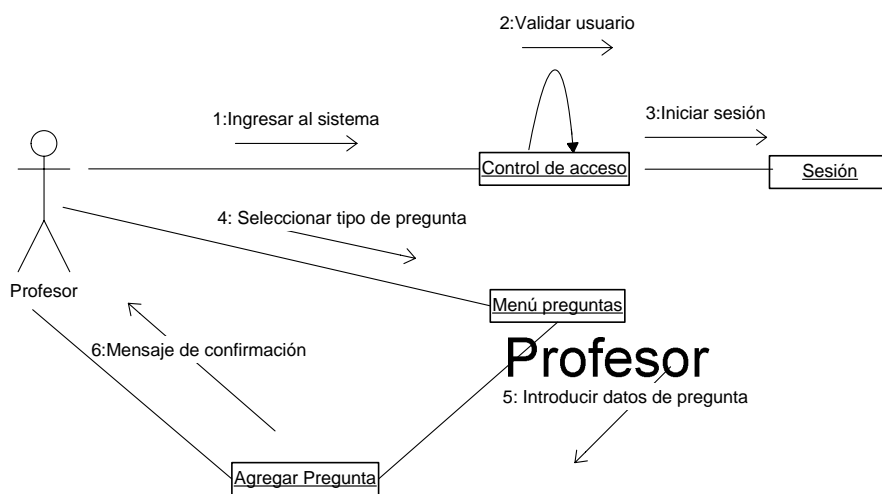 2:Validar usuario
1:Ingresar al sistema
3:Iniciar sesión
Control de acceso
Sesión
4: Seleccionar tipo de pregunta
Profesor
Menú preguntas
6:Mensaje de confirmación
Profesor
5: Introducir datos de pregunta
Agregar Pregunta